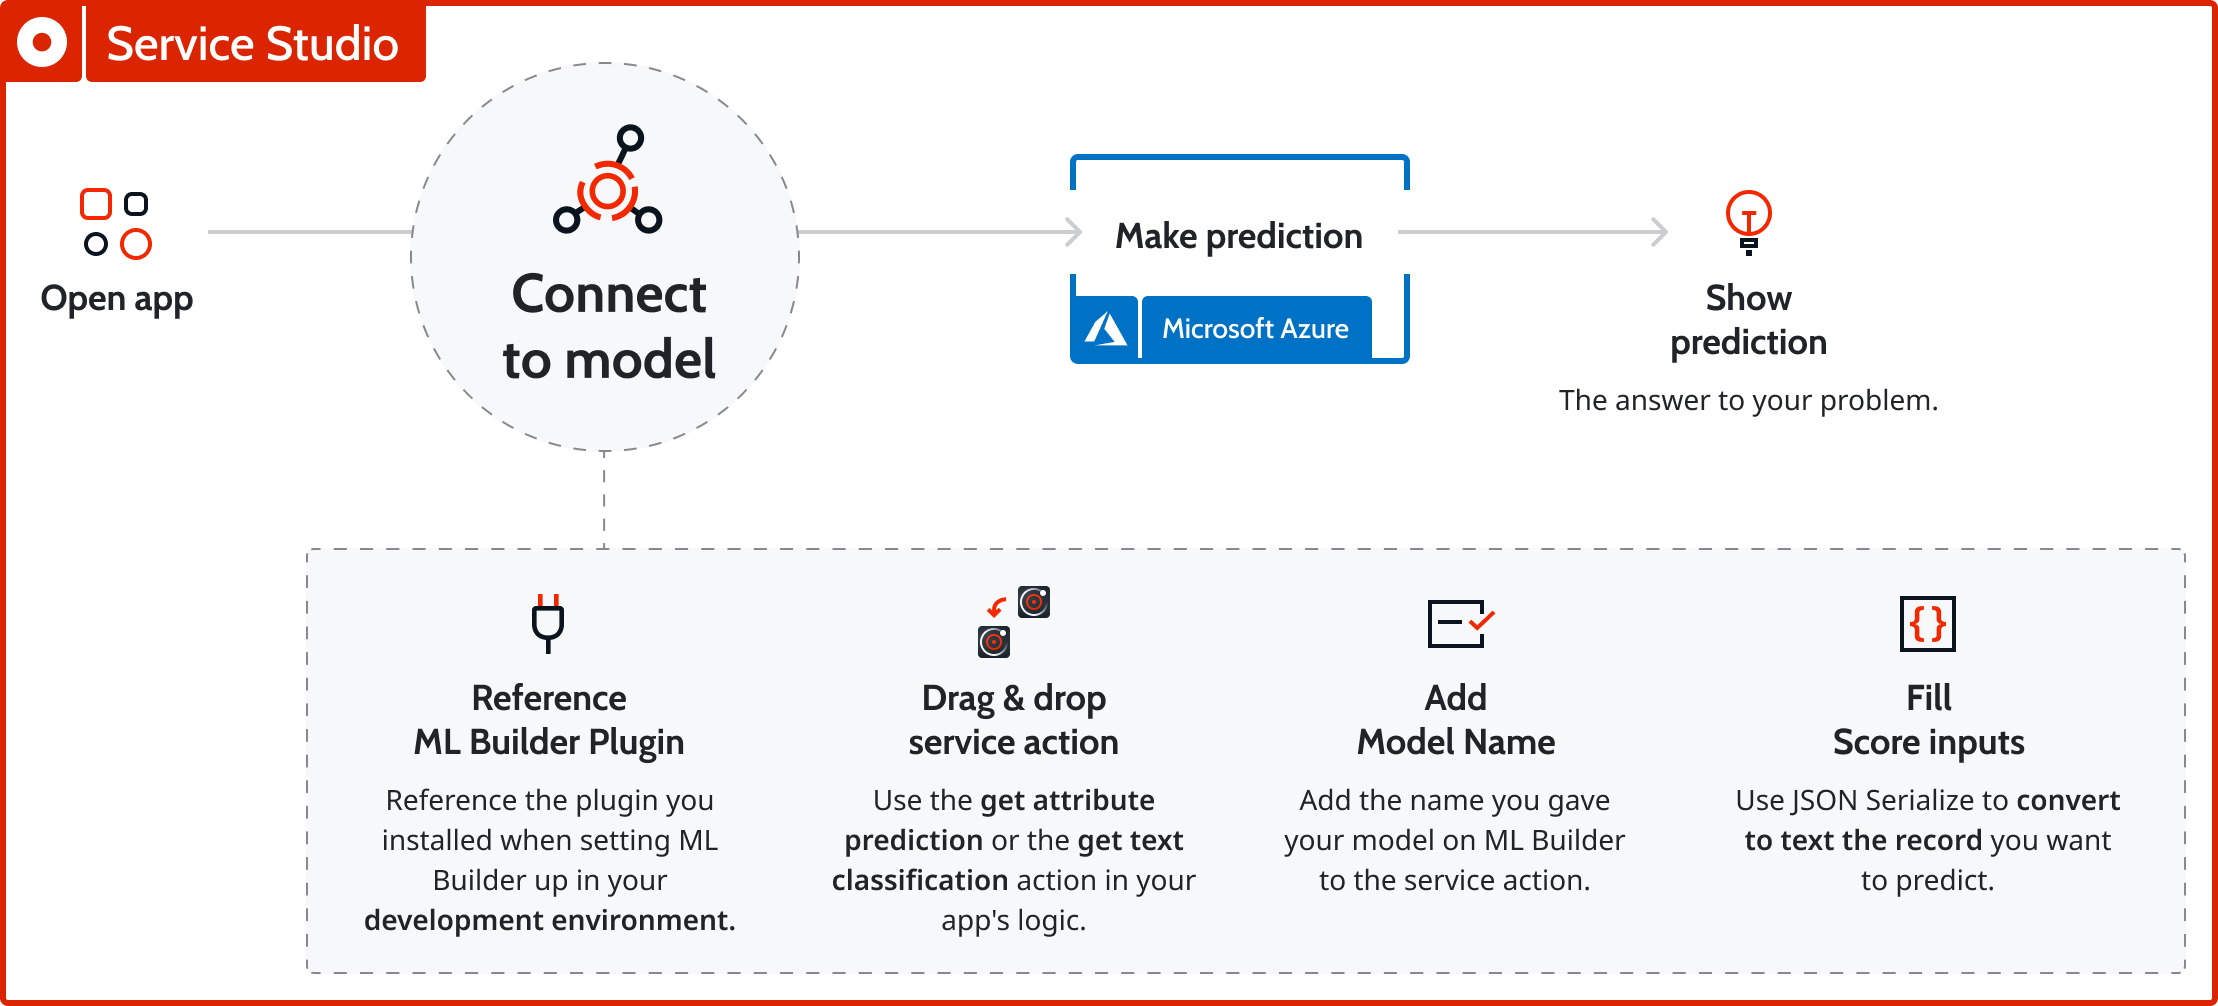 Service Studio
Open app
Connect
to model
Make prediction
Microsoft Azure
Show
prediction
The answer to your problem.
Reference
ML Builder Plugin
Reference the plugin you
installed when setting ML
Builder up in your
development environment.
Drag & drop
service action
Use the get attribute
prediction or the get text
classification action in your
app's logic.
Add
Model Name
Add the name you gave
your model on ML Builder
to the service action.
{}
Fill
Score inputs
Use JSON Serialize to convert
to text the record you want
to predict.